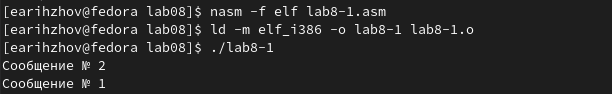 [earihzhov@fedora lab08]$ nasm -f elf lab8-1.asm
[earihzhov@fedora lab08]$ ld -m elf_i386 -o lab8-1 lab8-1.o
[earihzhov@fedora lab08]$ ./lab8-1
Сообщение № 2
Сообщение № 1